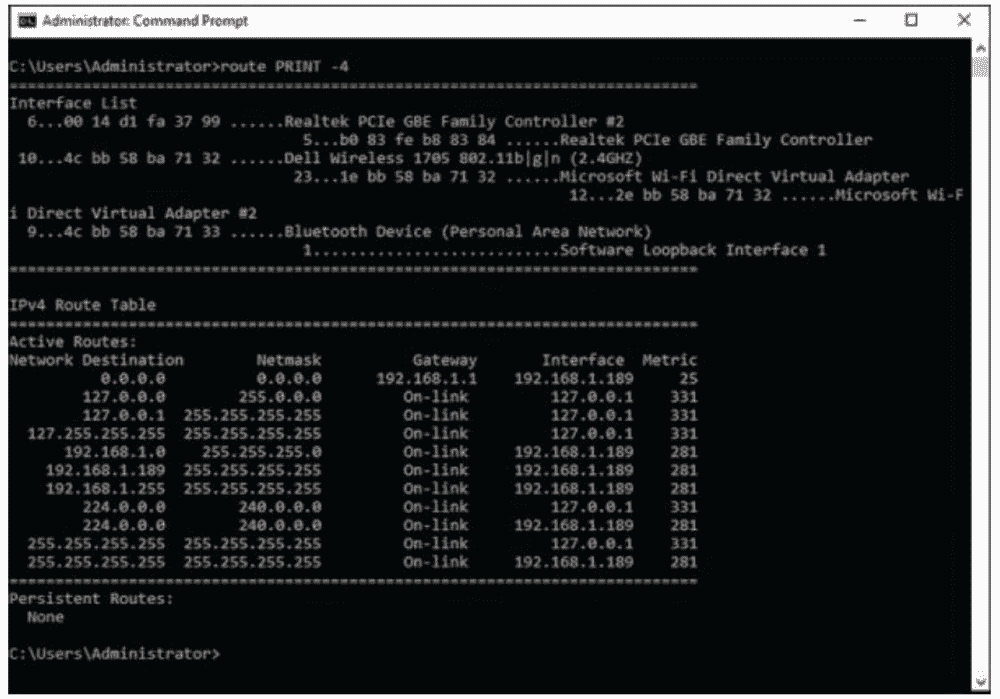 Administrator: Command Prompt
C:\Users\Administrator>route PRINT -4
===========================================================================
Interface List
  6...00 14 d1 fa 37 99 ......Realtek PCIe GBE Family Controller #2
                                5...b0 83 fe b8 83 84 ......Realtek PCIe GBE Family Controller
 10...4c bb 58 ba 71 32 ......Dell Wireless 1705 802.11b|g|n (2.4GHZ)
                               23...1e bb 58 ba 71 32 ......Microsoft Wi-Fi Direct Virtual Adapter
                                                             12...2e bb 58 ba 71 32 ......Microsoft Wi-F
i Direct Virtual Adapter #2
  9...4c bb 58 ba 71 33 ......Bluetooth Device (Personal Area Network)
                                1...........................Software Loopback Interface 1
===========================================================================
IPv4 Route Table
===========================================================================
Active Routes:
Network Destination        Netmask          Gateway       Interface  Metric
          0.0.0.0          0.0.0.0      192.168.1.1    192.168.1.189     25
        127.0.0.0        255.0.0.0         On-link         127.0.0.1    331
        127.0.0.1  255.255.255.255         On-link         127.0.0.1    331
  127.255.255.255  255.255.255.255         On-link         127.0.0.1    331
      192.168.1.0    255.255.255.0         On-link     192.168.1.189    281
    192.168.1.189  255.255.255.255         On-link     192.168.1.189    281
    192.168.1.255  255.255.255.255         On-link     192.168.1.189    281
        224.0.0.0        240.0.0.0         On-link         127.0.0.1    331
        224.0.0.0        240.0.0.0         On-link     192.168.1.189    281
  255.255.255.255  255.255.255.255         On-link         127.0.0.1    331
  255.255.255.255  255.255.255.255         On-link     192.168.1.189    281
===========================================================================
Persistent Routes:
  None
C:\Users\Administrator>